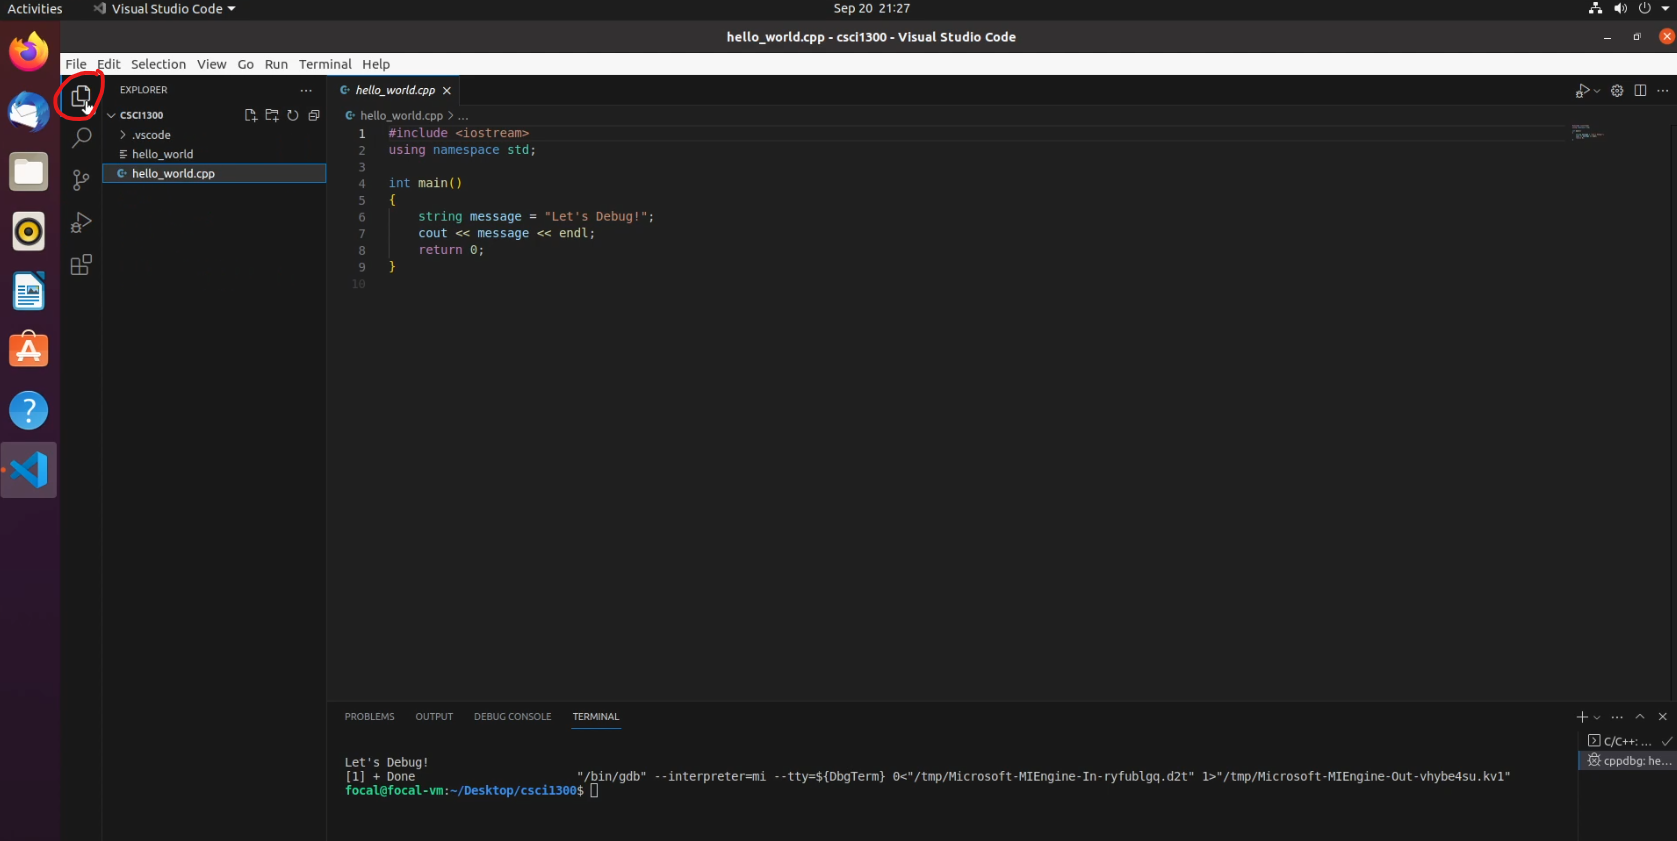 Activities Visual Studio Code Sep 20 21:27
hello_world.cpp - csci1300 - Visual Studio Code
File Edit Selection View Go Run Terminal Help
EXPLORER ...
CSCI1300
.vscode
hello_world
hello_world.cpp
hello_world.cpp
hello_world.cpp > ...
1 #include <iostream>
2 using namespace std;
3
4 int main()
5 {
6 string message = "Let's Debug!";
7 cout << message << endl;
8 return 0;
9 }
10
PROBLEMS OUTPUT DEBUG CONSOLE TERMINAL
C/C++: ...
cppdbg: he...
Let's Debug!
[1] + Done "/bin/gdb" --interpreter=mi --tty=${DbgTerm} 0<"/tmp/Microsoft-MIEngine-In-ryfublgq.d2t" 1>"/tmp/Microsoft-MIEngine-Out-vhybe4su.kv1"
focal@focal-vm:~/Desktop/csci1300$